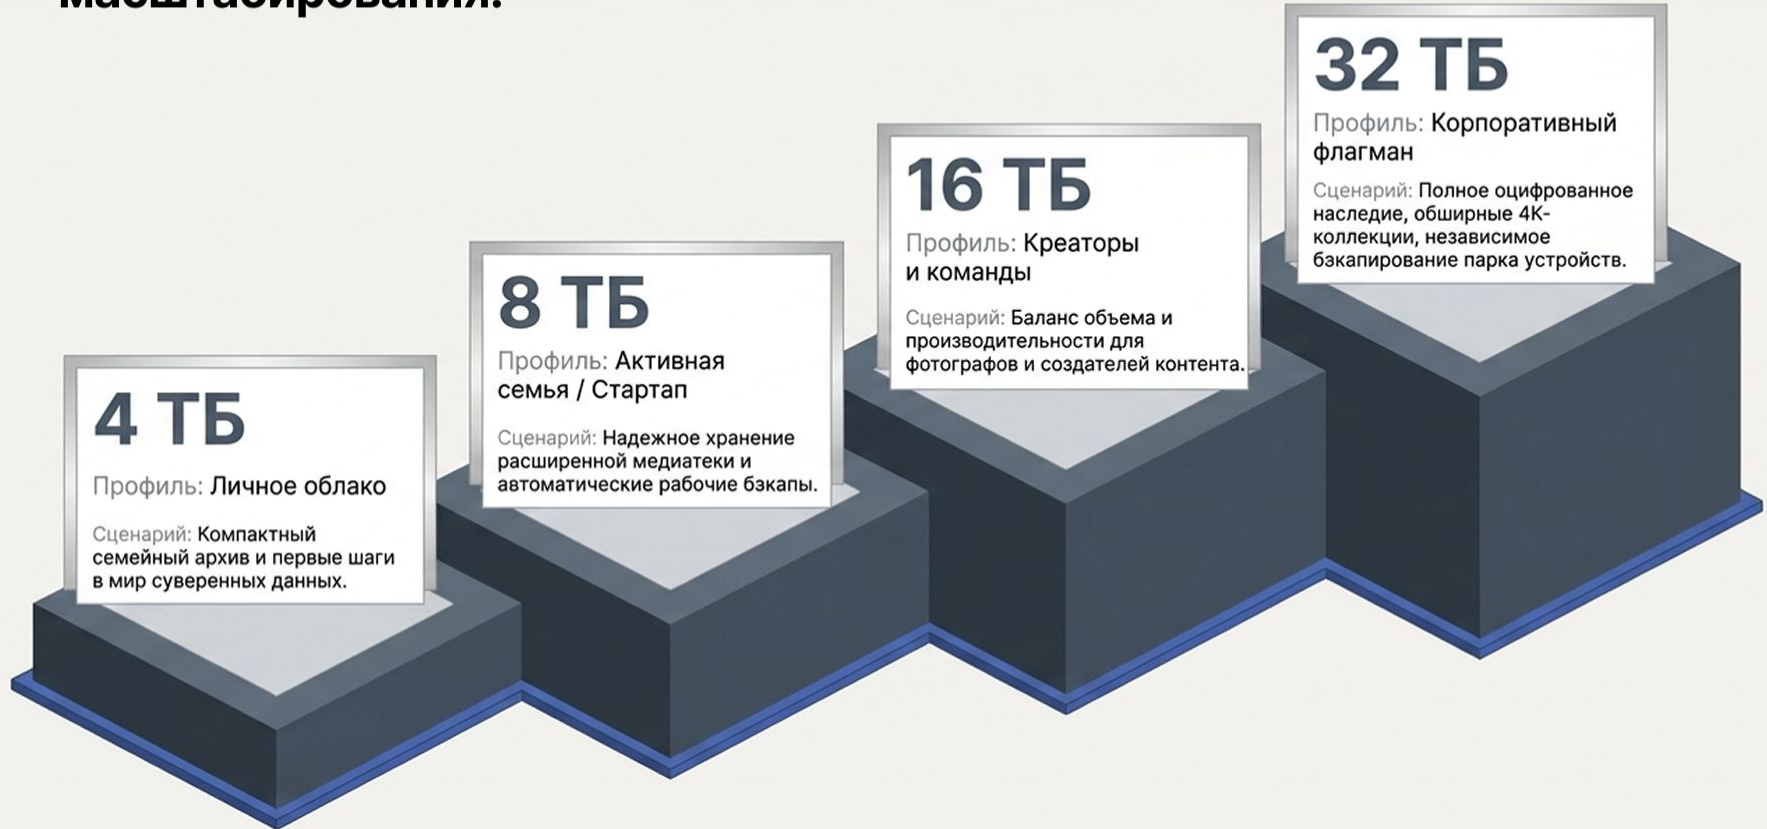 масштабирования.
4 ТБ
Профиль: Личное облако
Сценарий: Компактный
семейный архив и первые шаги
в мир суверенных данных.
8 ТБ
Профиль: Активная
семья / Стартап
Сценарий: Надежное хранение
расширенной медиатеки и
автоматические рабочие бэкапы.
16 ТБ
Профиль: Креаторы
и команды
Сценарий: Баланс объема и
производительности для
фотографов и создателей контента.
32 ТБ
Профиль: Корпоративный
флагман
Сценарий: Полное оцифрованное
наследие, обширные 4К-
коллекции, независимое
бэкапирование парка устройств.